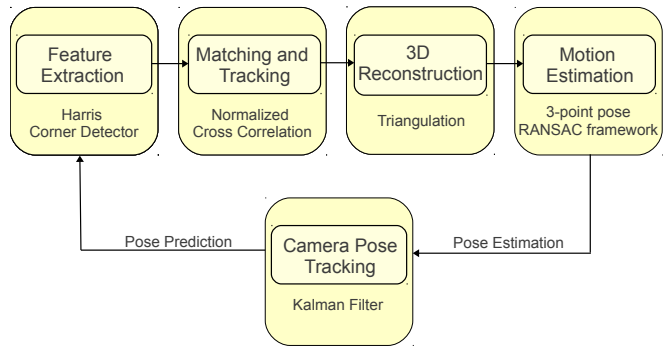 Feature
Extraction
Harris
Corner Detector
Matching and
Tracking
Normalized
Cross Correlation
3D
Reconstruction
Triangulation
Motion
Estimation
3-point pose
RANSAC framework
Pose Prediction
Camera Pose
Tracking
Kalman Filter
Pose Estimation